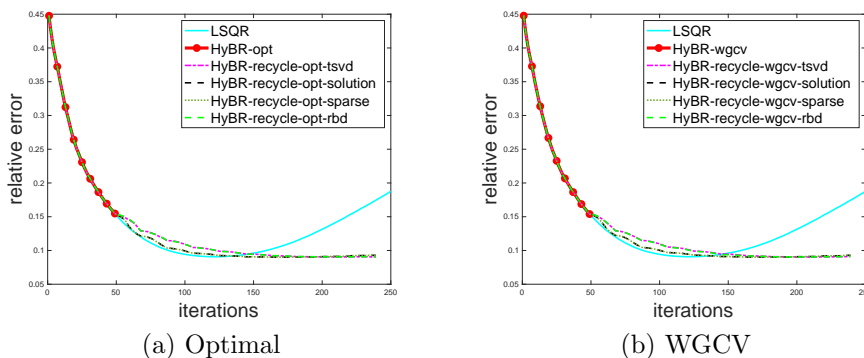 LSQR
HyBR-opt
HyBR-recycle-opt-tsvd
HyBR-recycle-opt-solution
HyBR-recycle-opt-sparse
HyBR-recycle-opt-rbd
relative error
0.45
0.4
0.35
0.3
0.25
0.2
0.15
0.1
0.05
0 50 100 150 200 250
iterations
(a) Optimal
LSQR
HyBR-wgcv
HyBR-recycle-wgcv-tsvd
HyBR-recycle-wgcv-solution
HyBR-recycle-wgcv-sparse
HyBR-recycle-wgcv-rbd
relative error
0.45
0.4
0.35
0.3
0.25
0.2
0.15
0.1
0.05
0 50 100 150 200 250
iterations
(b) WGCV